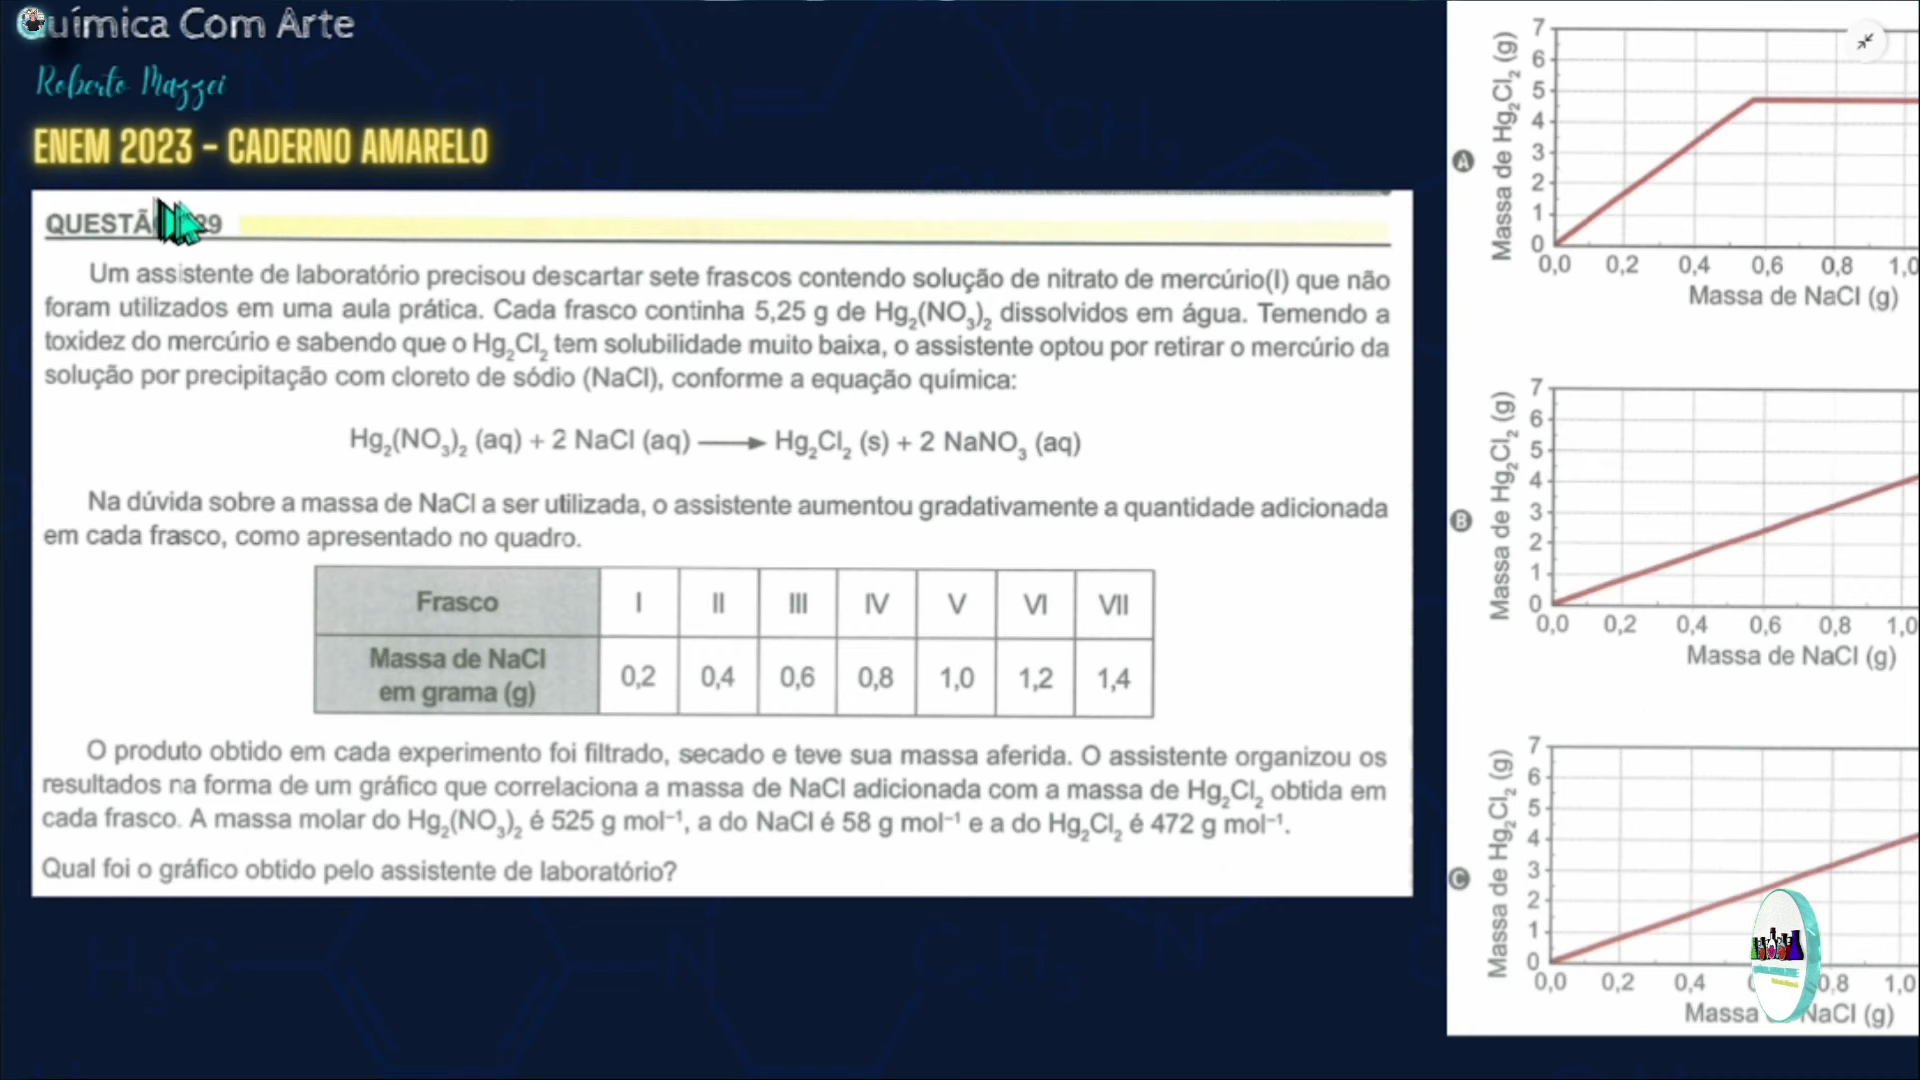 Química Com Arte
Roberto Mazzei
ENEM 2023 - CADERNO AMARELO
QUESTÃ 29
Um assistente de laboratório precisou descartar sete frascos contendo solução de nitrato de mercúrio(I) que não
foram utilizados em uma aula prática. Cada frasco continha 5,25 g de Hg₂(NO₃)₂ dissolvidos em água. Temendo a
toxidez do mercúrio e sabendo que o Hg₂Cl₂ tem solubilidade muito baixa, o assistente optou por retirar o mercúrio da
solução por precipitação com cloreto de sódio (NaCl), conforme a equação química:
Hg₂(NO₃)₂ (aq) + 2 NaCl (aq) ⟶ Hg₂Cl₂ (s) + 2 NaNO₃ (aq)
Na dúvida sobre a massa de NaCl a ser utilizada, o assistente aumentou gradativamente a quantidade adicionada
em cada frasco, como apresentado no quadro.
Frasco I II III IV V VI VII
Massa de NaCl
em grama (g) 0,2 0,4 0,6 0,8 1,0 1,2 1,4
O produto obtido em cada experimento foi filtrado, secado e teve sua massa aferida. O assistente organizou os
resultados na forma de um gráfico que correlaciona a massa de NaCl adicionada com a massa de Hg₂Cl₂ obtida em
cada frasco. A massa molar do Hg₂(NO₃)₂ é 525 g mol⁻¹, a do NaCl é 58 g mol⁻¹ e a do Hg₂Cl₂ é 472 g mol⁻¹.
Qual foi o gráfico obtido pelo assistente de laboratório?
A
Massa de Hg₂Cl₂ (g)
7
6
5
4
3
2
1
0
0,0 0,2 0,4 0,6 0,8 1,0
Massa de NaCl (g)
B
Massa de Hg₂Cl₂ (g)
7
6
5
4
3
2
1
0
0,0 0,2 0,4 0,6 0,8 1,0
Massa de NaCl (g)
C
Massa de Hg₂Cl₂ (g)
7
6
5
4
3
2
1
0
0,0 0,2 0,4 0,8 1,0
Massa NaCl (g)